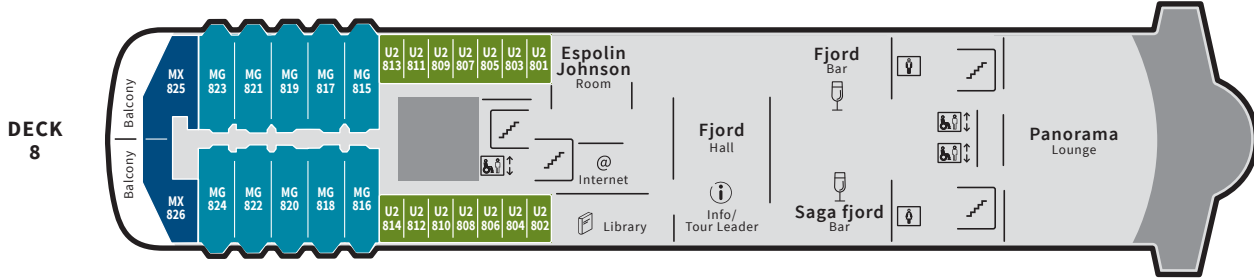 DECK
8
Balcony
Balcony
MX
825
MX
826
MG
823
MG
821
MG
819
MG
817
MG
815
MG
824
MG
822
MG
820
MG
818
MG
816
U2
813
U2
811
U2
809
U2
807
U2
805
U2
803
U2
801
U2
814
U2
812
U2
810
U2
808
U2
806
U2
804
U2
802
Espolin
Johnson
Room
@
Internet
Library
Fjord
Hall
i
Info/
Tour Leader
Fjord
Bar
Saga fjord
Bar
Panorama
Lounge